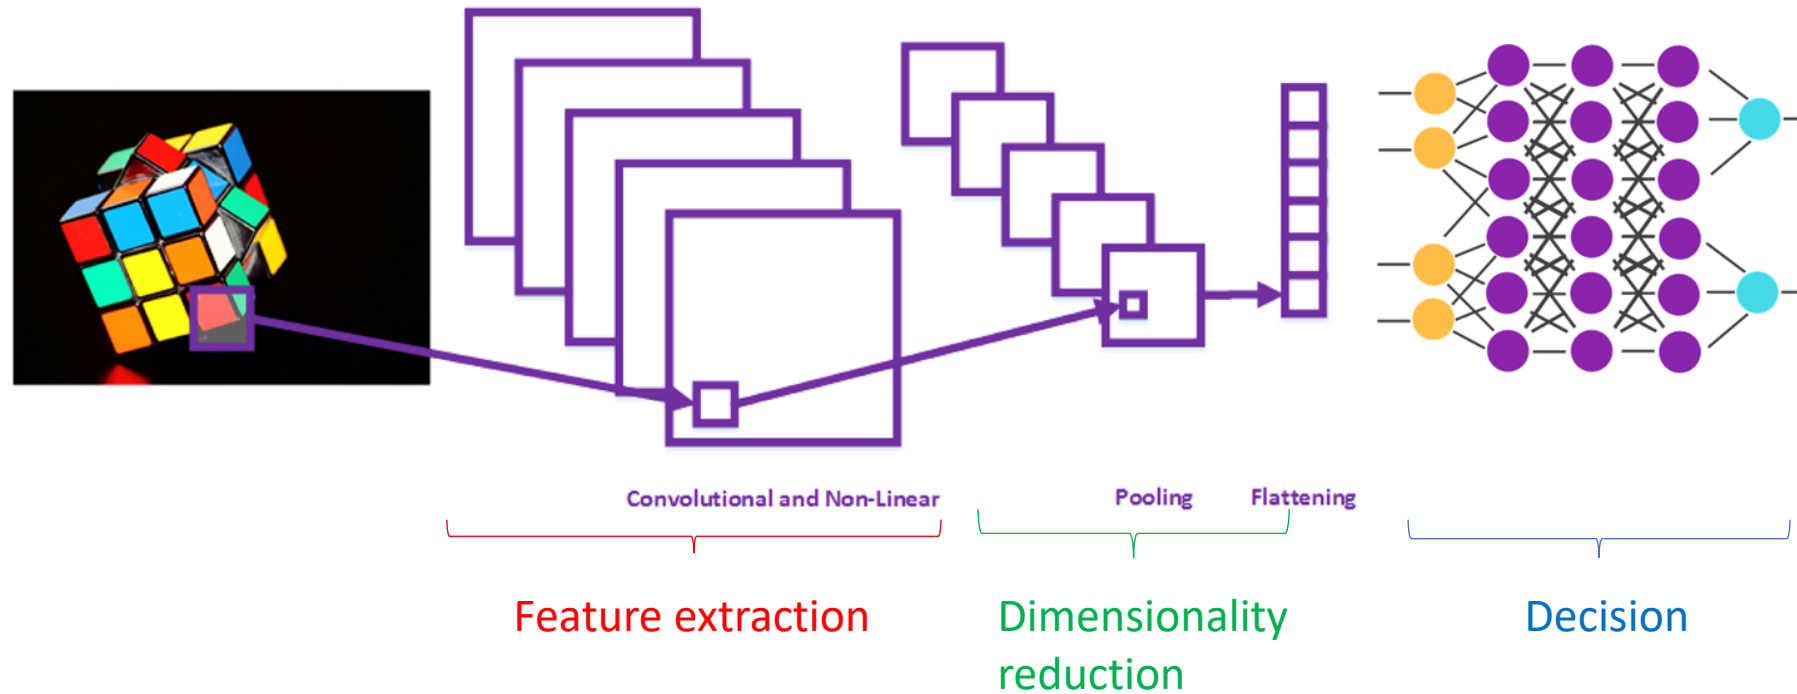 Convolutional and Non-Linear
Pooling
Flattening
Feature extraction
Dimensionality
reduction
Decision